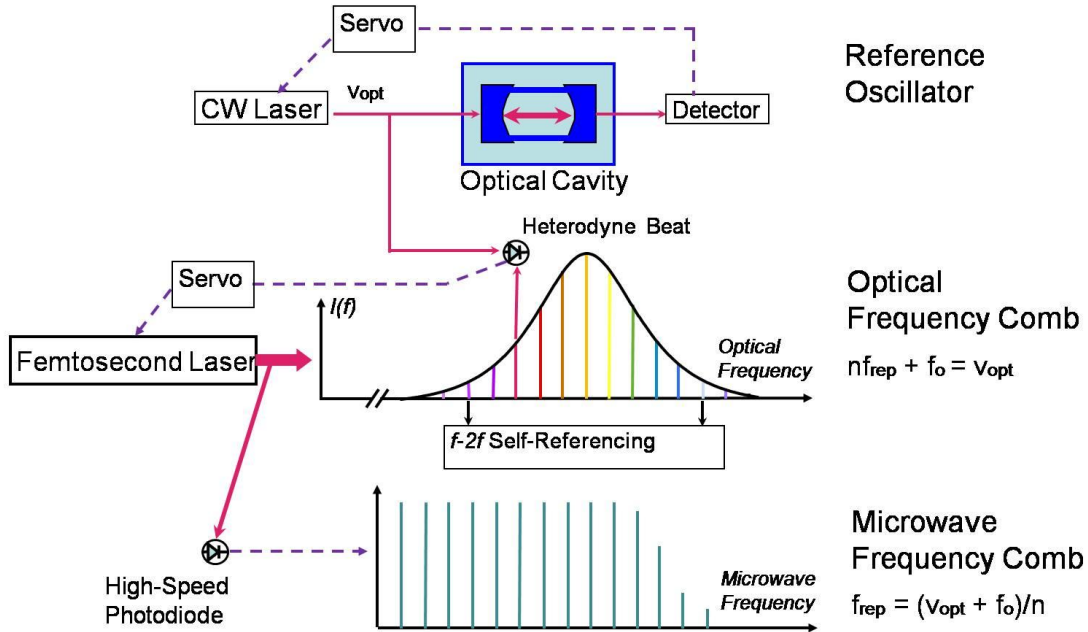 Servo
CW Laser
Vopt
Detector
Optical Cavity
Reference
Oscillator
Heterodyne Beat
Servo
Femtosecond Laser
I(f)
Optical
Frequency
f-2f Self-Referencing
Optical
Frequency Comb
nfrep + fo = Vopt
High-Speed
Photodiode
Microwave
Frequency
Microwave
Frequency Comb
frep = (Vopt + fo)/n